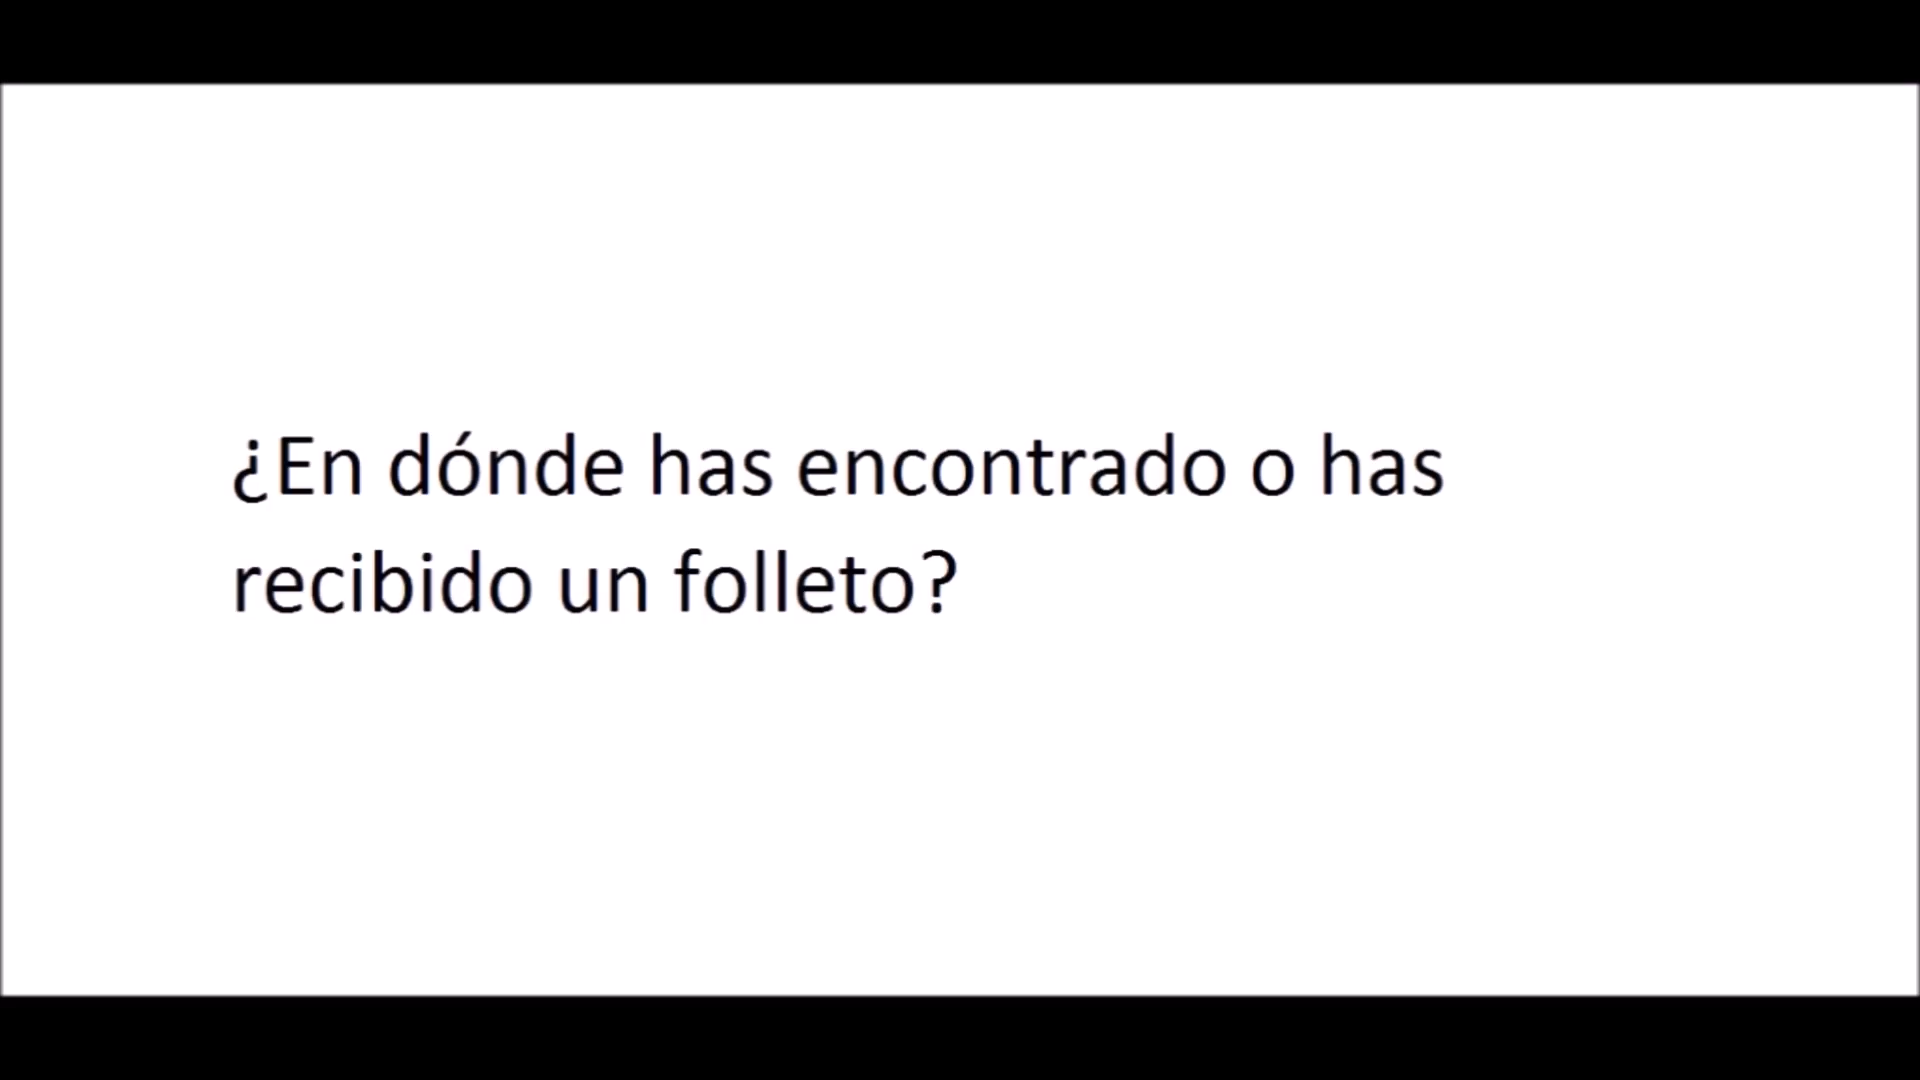 ¿En dónde has encontrado o has
recibido un folleto?